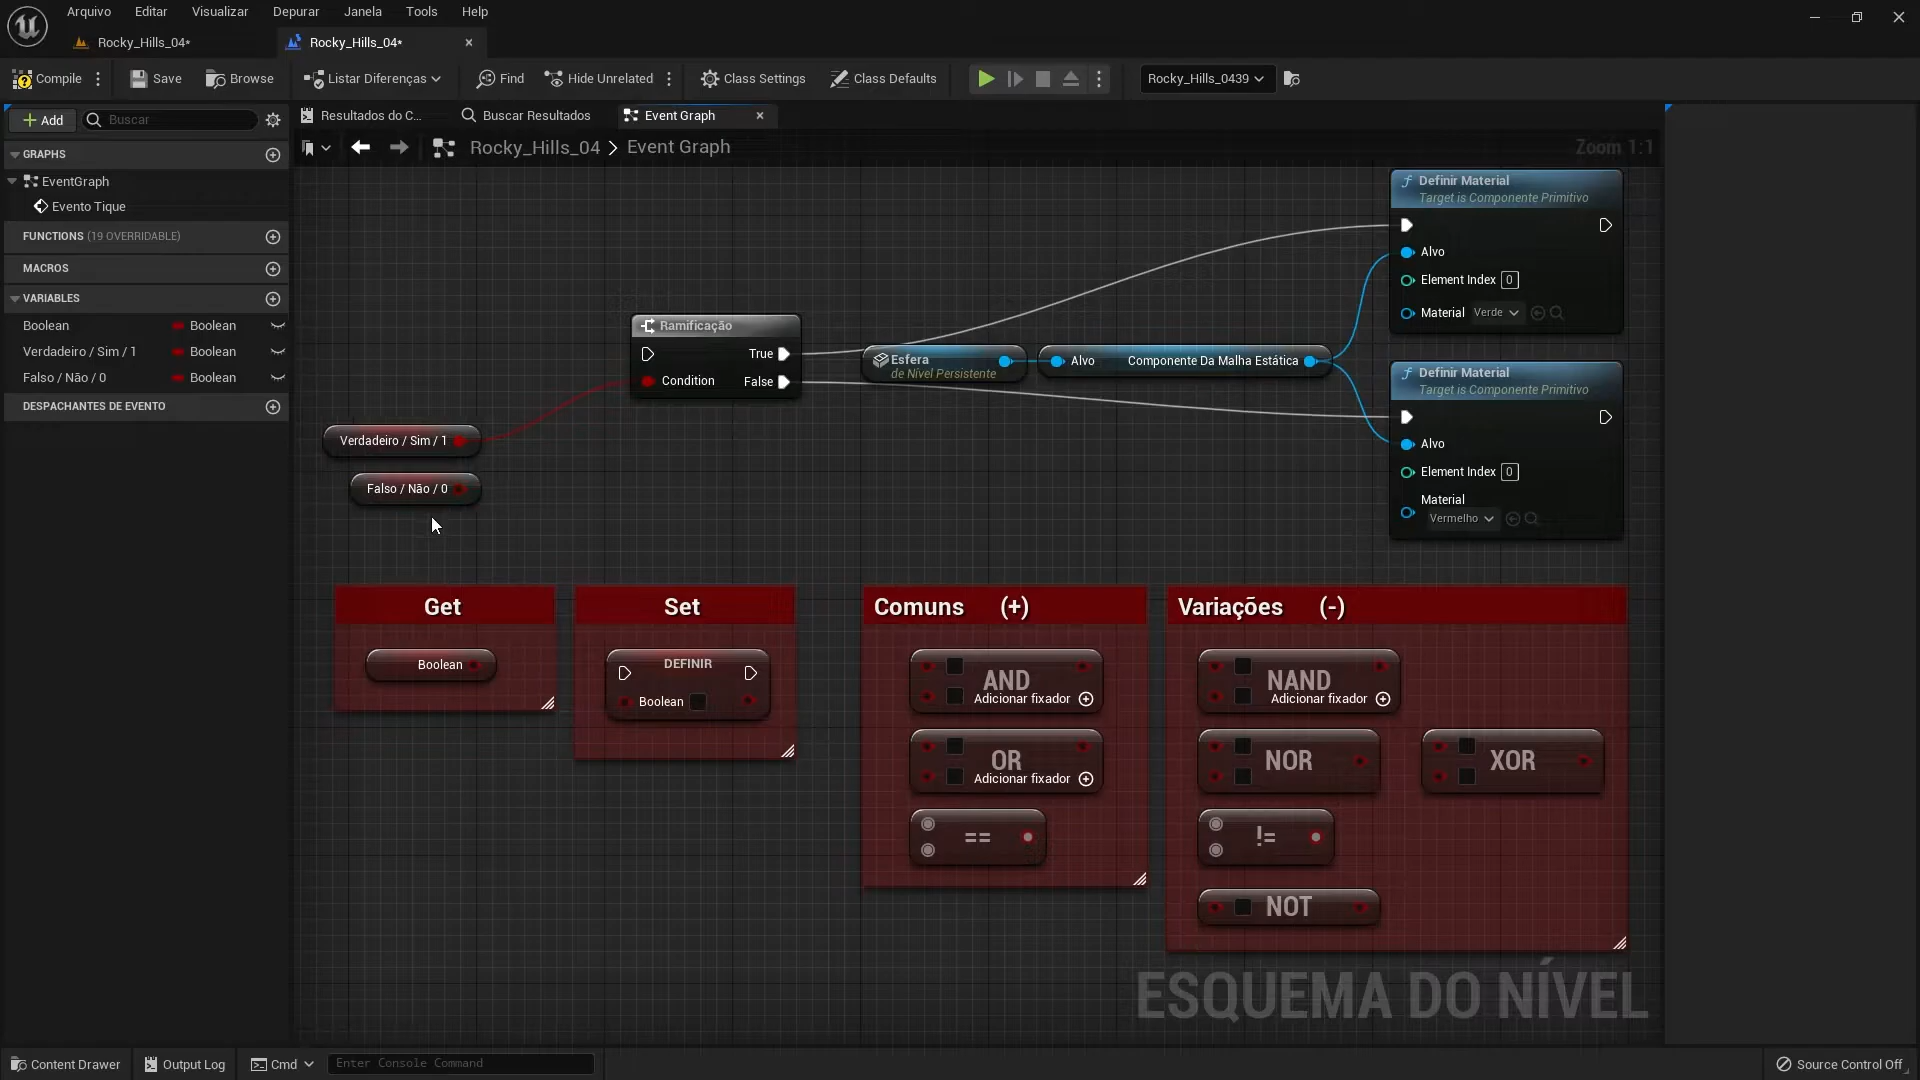 Arquivo Editar Visualizar Depurar Janela Tools Help
Rocky_Hills_04* Rocky_Hills_04*
Compile Save Browse Listar Diferenças Find Hide Unrelated Class Settings Class Defaults Rocky_Hills_0439
Add Buscar
Resultados do C... Buscar Resultados Event Graph
Rocky_Hills_04 > Event Graph Zoom 1:1
GRAPHS
EventGraph
Evento Tique
FUNCTIONS (19 OVERRIDABLE)
MACROS
VARIABLES
Boolean Boolean
Verdadeiro / Sim / 1 Boolean
Falso / Não / 0 Boolean
DESPACHANTES DE EVENTO
Definir Material
Target is Componente Primitivo
Alvo
Element Index 0
Material Verde
Ramificação
True
Condition False
Esfera
de Nível Persistente
Alvo Componente Da Malha Estática
Definir Material
Target is Componente Primitivo
Alvo
Element Index 0
Material
Vermelho
Verdadeiro / Sim / 1
Falso / Não / 0
Get
Boolean
Set
DEFINIR
Boolean
Comuns (+)
AND
Adicionar fixador
OR
Adicionar fixador
==
Variações (-)
NAND
Adicionar fixador
NOR
XOR
!=
NOT
ESQUEMA DO NÍVEL
Content Drawer Output Log Cmd Enter Console Command Source Control Off